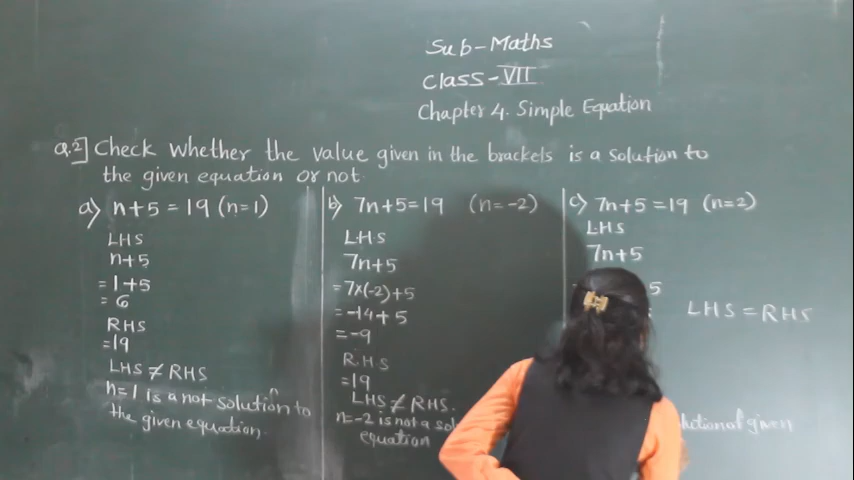 Sub-Maths
Class-VII
Chapter 4. Simple Equation
Q.2] Check whether the value given in the brackets is a solution to
the given equation or not.
a) n+5=19 (n=1)
LHS
n+5
=1+5
=6
RHS
=19
LHS ≠ RHS
n=1 is a not solution to
the given equation.
b) 7n+5=19 (n=-2)
LHS
7n+5
=7×(-2)+5
=-14+5
=-9
R.H.S
=19
LHS ≠ RHS.
n=-2 is not a
equation
c) 7n+5=19 (n=2)
LHS
7n+5
5
LHS = RHS
given